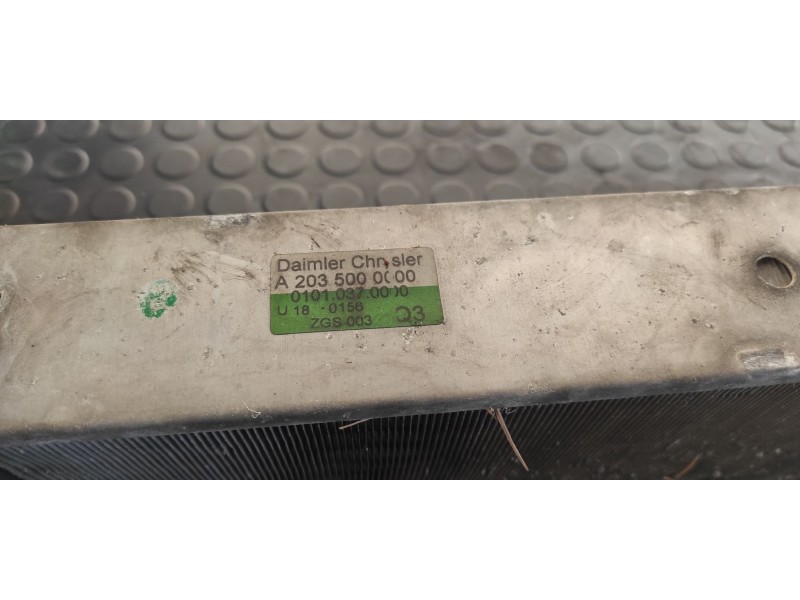 Daimler Chrysler
A 203 500 0000
0101.037.0000
U 18 0156
ZGS 003 Q3